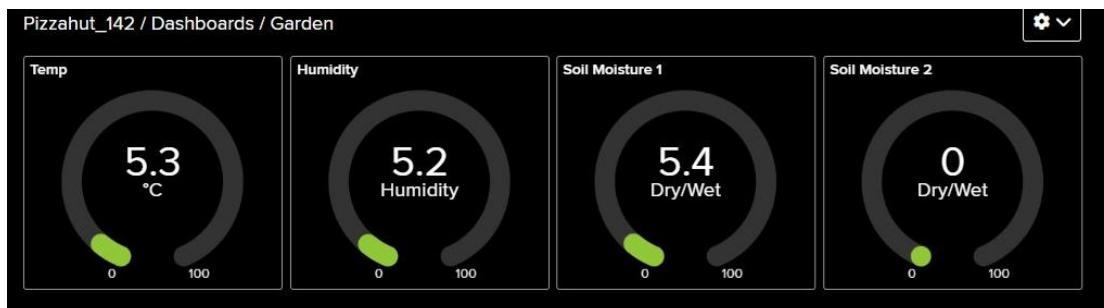 Pizzahut_142 / Dashboards / Garden
Temp
5.3
°C
0 100
Humidity
5.2
Humidity
0 100
Soil Moisture 1
5.4
Dry/Wet
0 100
Soil Moisture 2
0
Dry/Wet
0 100